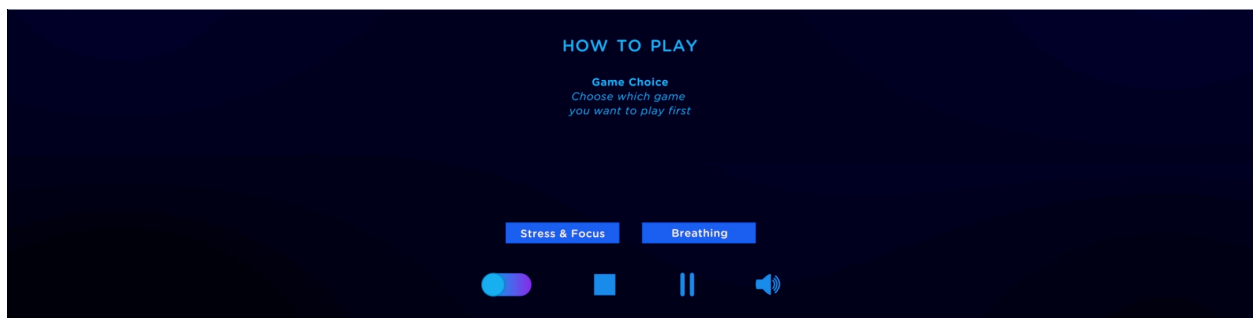 HOW TO PLAY
Game Choice
Choose which game
you want to play first
Stress & Focus
Breathing